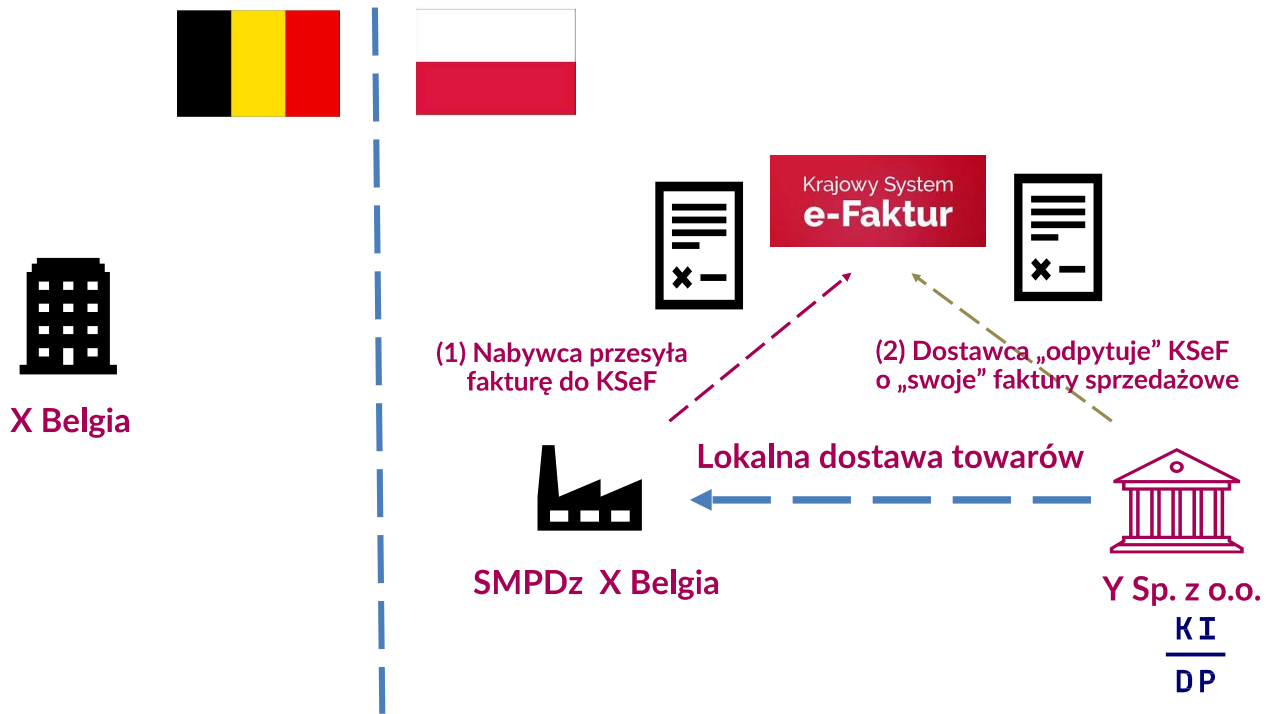 Krajowy System
e-Faktur
(1) Nabywca przesyła
fakturę do KSeF
(2) Dostawca „odpytuje” KSeF
o „swoje” faktury sprzedażowe
X Belgia
Lokalna dostawa towarów
SMPDz X Belgia
Y Sp. z o.o.
KI
DP